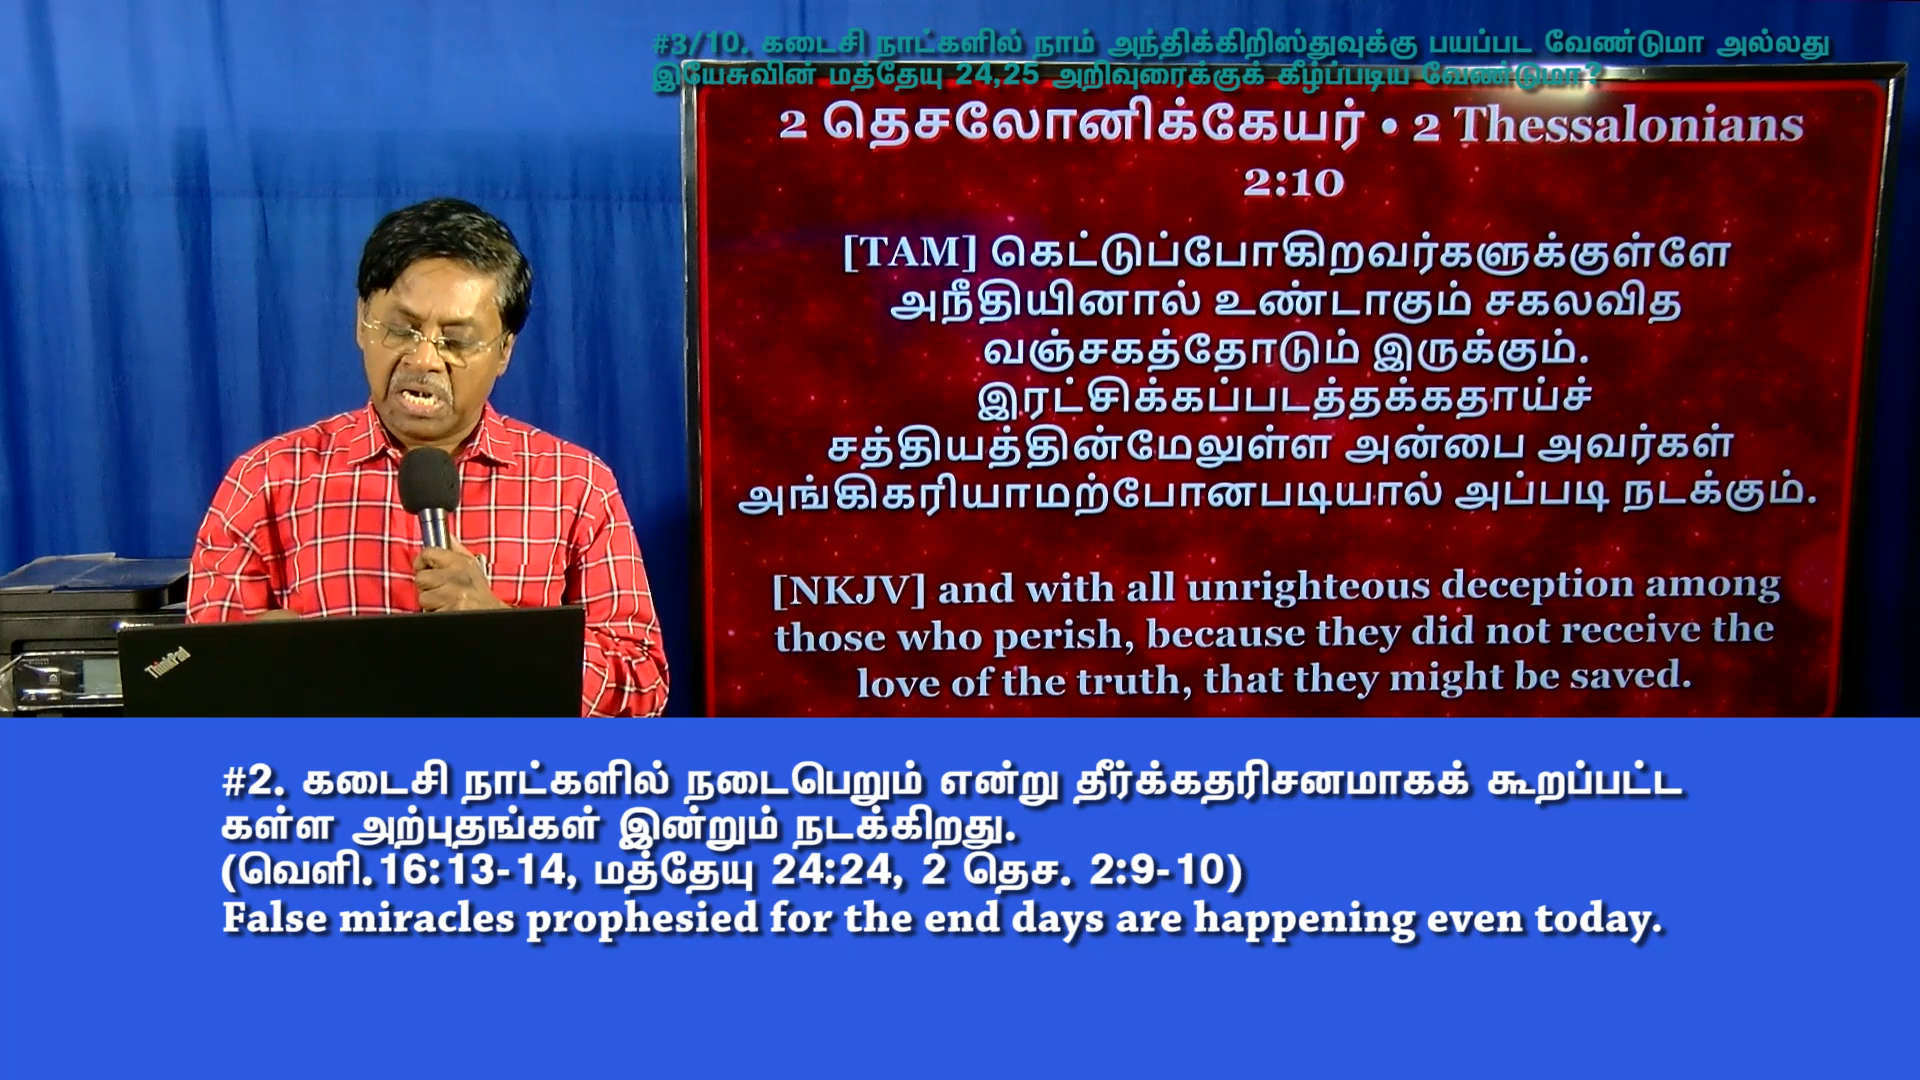 #3/10. கடைசி நாட்களில் நாம் அந்திக்கிறிஸ்துவுக்கு பயப்பட வேண்டுமா அல்லது
இயேசுவின் மத்தேயு 24,25 அறிவுரைக்குக் கீழ்ப்படிய வேண்டுமா?
2 தெசலோனிக்கேயர் • 2 Thessalonians
2:10
[TAM] கெட்டுப்போகிறவர்களுக்குள்ளே
அநீதியினால் உண்டாகும் சகலவித
வஞ்சகத்தோடும் இருக்கும்.
இரட்சிக்கப்படத்தக்கதாய்ச்
சத்தியத்தின்மேலுள்ள அன்பை அவர்கள்
அங்கிகரியாமற்போனபடியால் அப்படி நடக்கும்.
[NKJV] and with all unrighteous deception among
those who perish, because they did not receive the
love of the truth, that they might be saved.
ThinkPad
#2. கடைசி நாட்களில் நடைபெறும் என்று தீர்க்கதரிசனமாகக் கூறப்பட்ட
கள்ள அற்புதங்கள் இன்றும் நடக்கிறது.
(வெளி.16:13-14, மத்தேயு 24:24, 2 தெச. 2:9-10)
False miracles prophesied for the end days are happening even today.